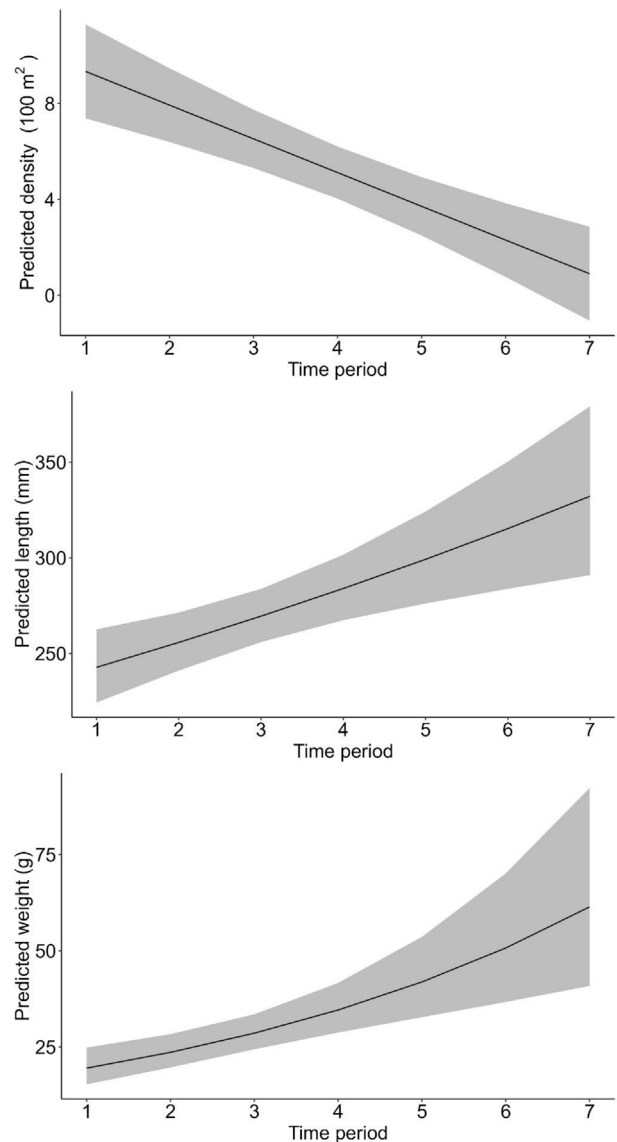 Predicted density (100 m²)
8
4
0
1 2 3 4 5 6 7
Time period
Predicted length (mm)
350
300
250
1 2 3 4 5 6 7
Time period
Predicted weight (g)
75
50
25
1 2 3 4 5 6 7
Time period